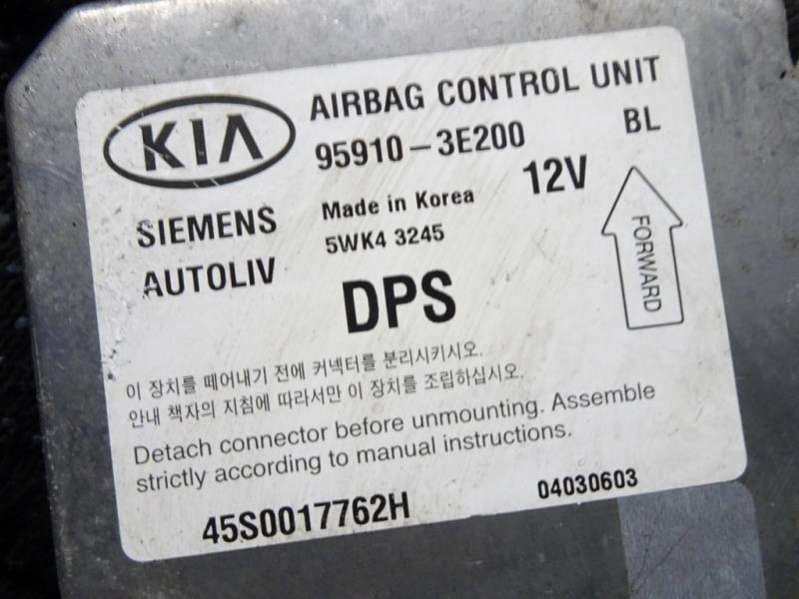 KIA
AIRBAG CONTROL UNIT
95910-3E200
BL
12V
SIEMENS
AUTOLIV
Made in Korea
5WK4 3245
FORWARD
DPS
이 장치를 떼어내기 전에 커넥터를 분리시키시오.
안내 책자의 지침에 따라서만 이 장치를 조립하십시오.
Detach connector before unmounting. Assemble
strictly according to manual instructions.
45S0017762H
04030603